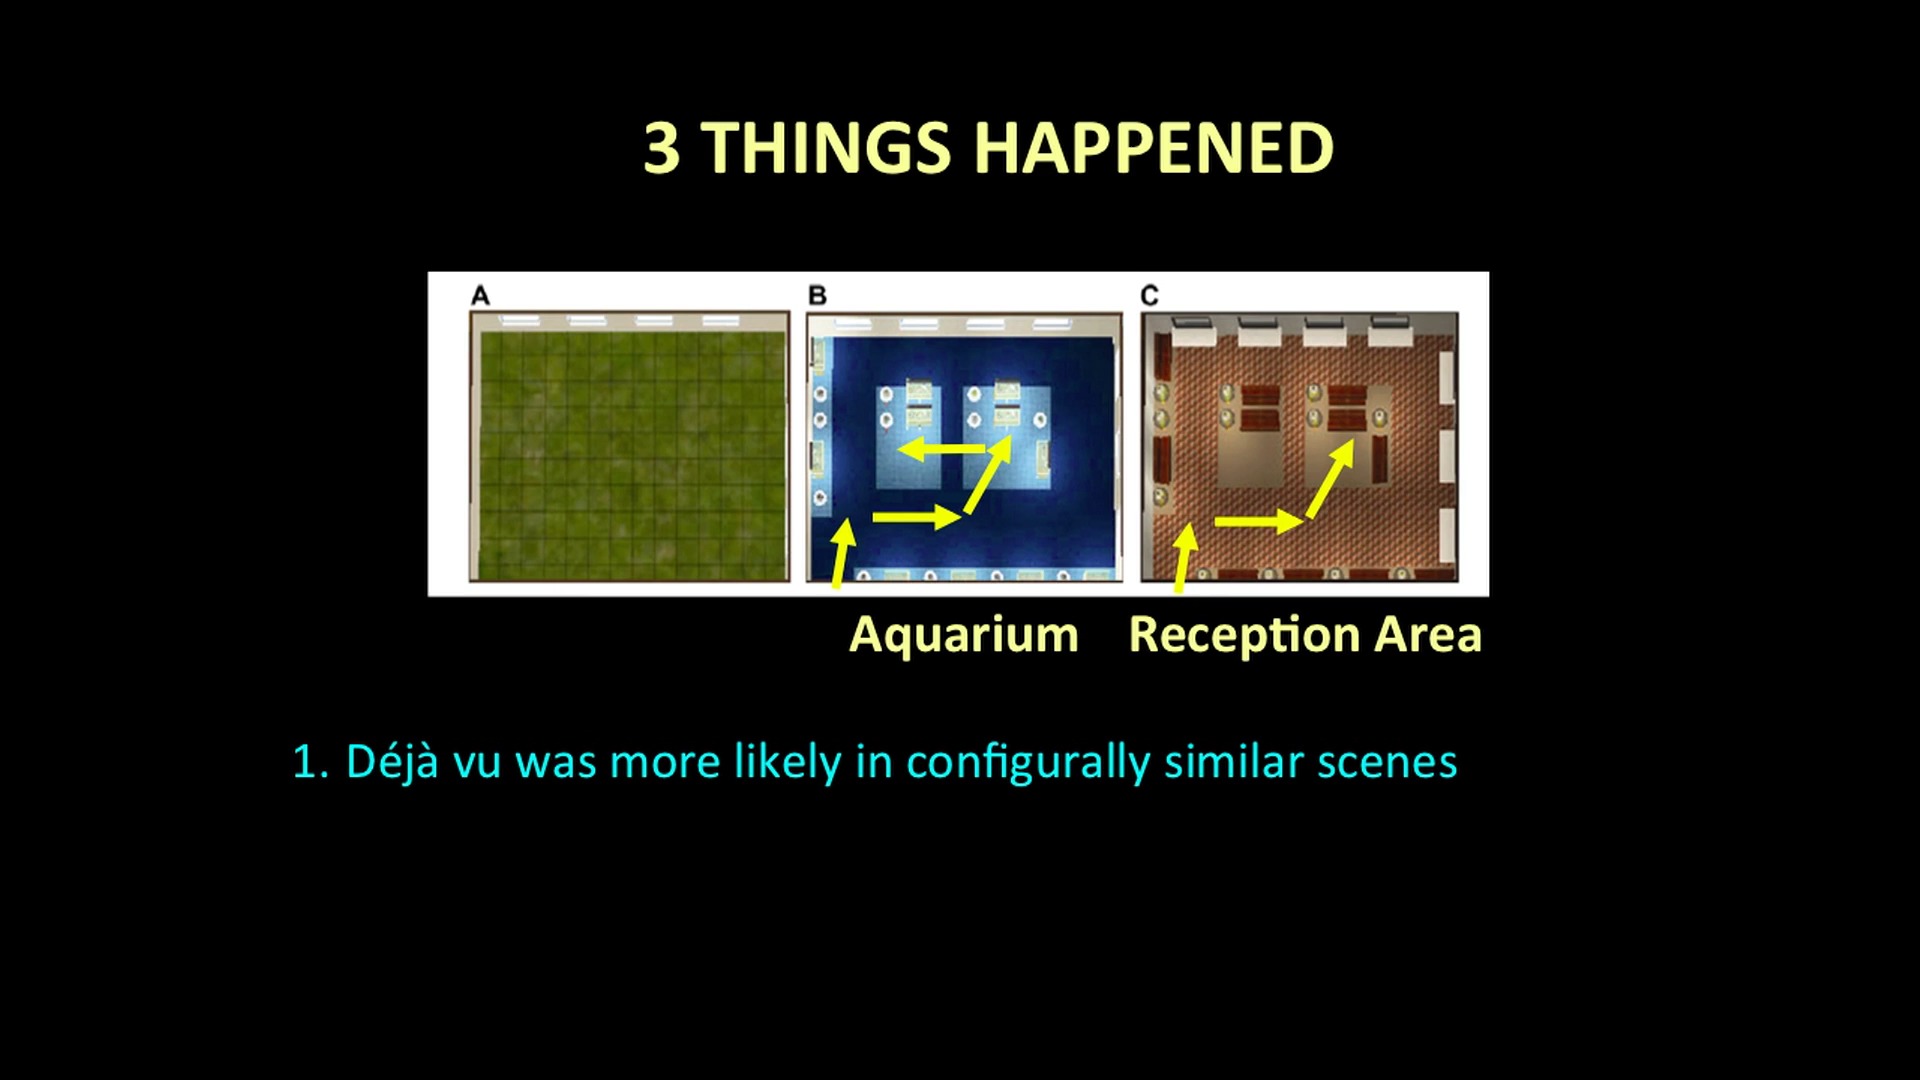 3 THINGS HAPPENED
A B C
Aquarium Reception Area
1. Déjà vu was more likely in configurally similar scenes